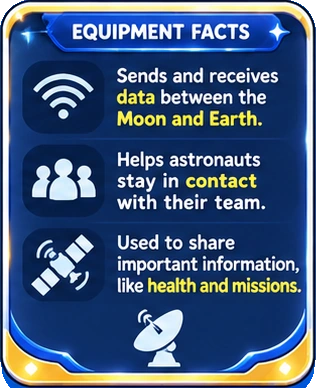 EQUIPMENT FACTS
Sends and receives
data between the
Moon and Earth.
Helps astronauts
stay in contact
with their team.
Used to share
important information,
like health and missions.